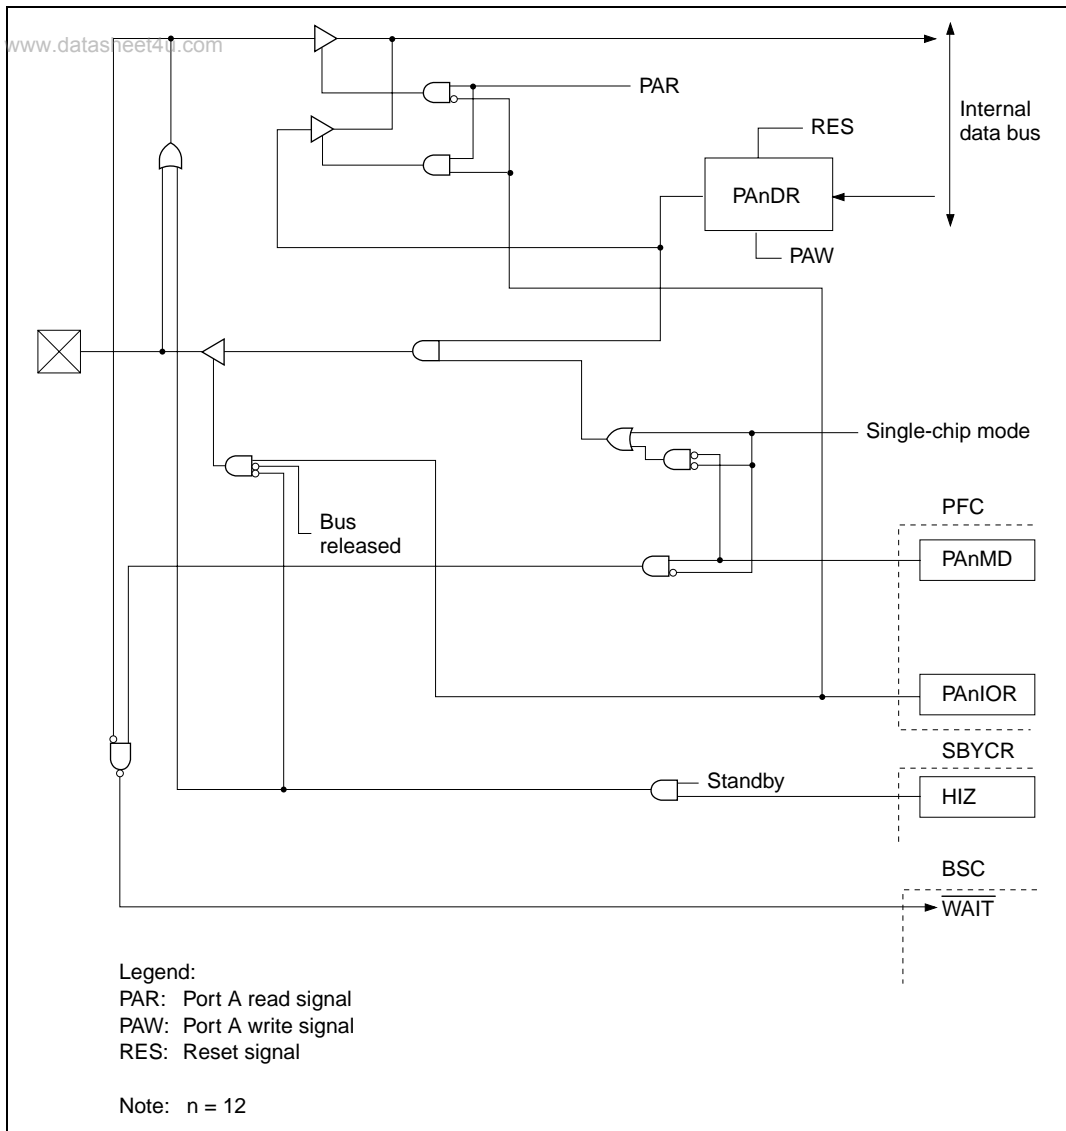 www.datasheet4u.com
PAR
Internal
data bus
RES
PAnDR
PAW
Single-chip mode
Bus
released
PFC
PAnMD
PAnIOR
SBYCR
Standby
HIZ
BSC
WAIT
Legend:
PAR: Port A read signal
PAW: Port A write signal
RES: Reset signal
Note: n = 12